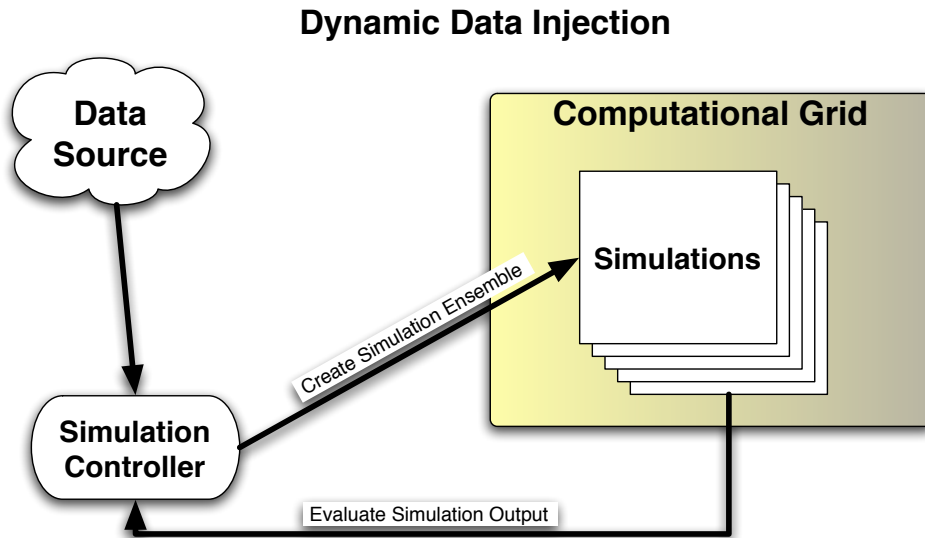 Dynamic Data Injection
Data
Source
Computational Grid
Simulations
Create Simulation Ensemble
Simulation
Controller
Evaluate Simulation Output